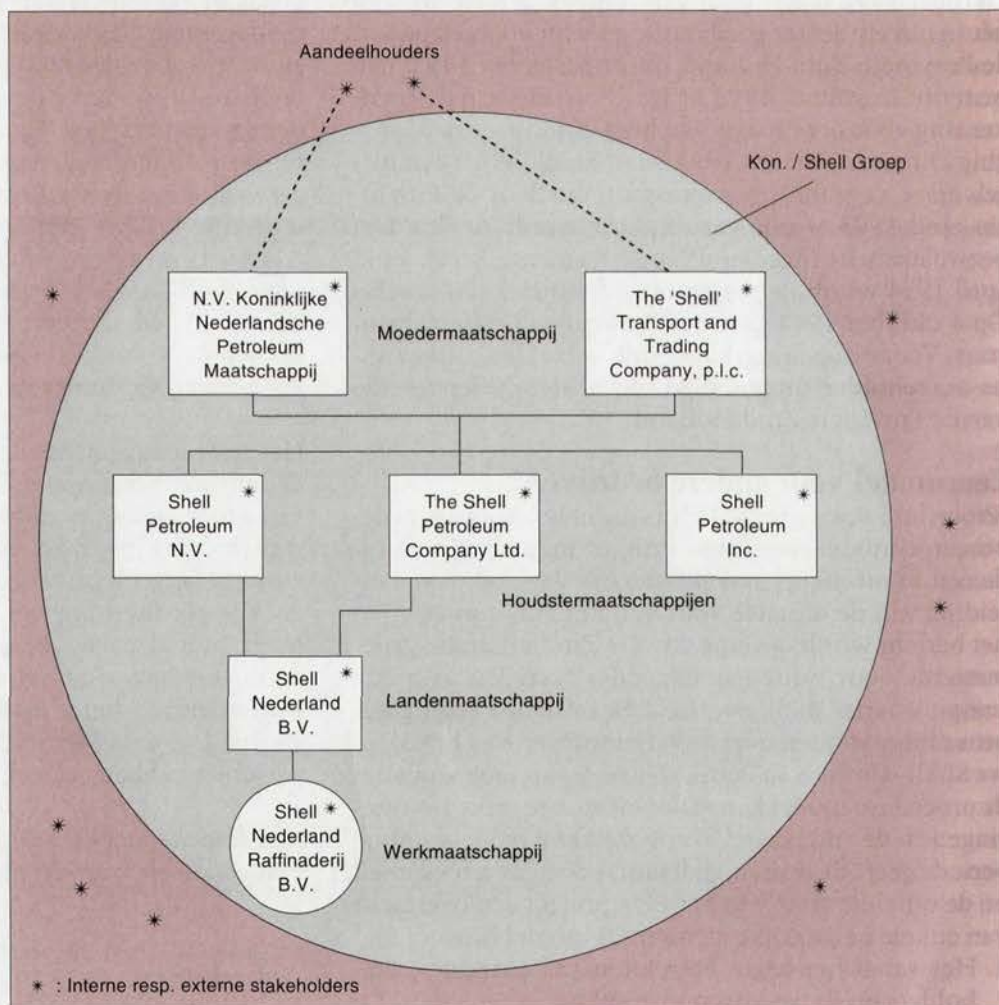 Aandeelhouders
Kon. / Shell Groep
N.V. Koninklijke
Nederlandsche
Petroleum
Maatschappij
Moedermaatschappij
The 'Shell'
Transport and
Trading
Company, p.l.c.
Shell
Petroleum
N.V.
The Shell
Petroleum
Company Ltd.
Shell
Petroleum
Inc.
Houdstermaatschappijen
Shell
Nederland
B.V.
Landenmaatschappij
Shell
Nederland
Raffinaderij
B.V.
Werkmaatschappij
* : Interne resp. externe stakeholders